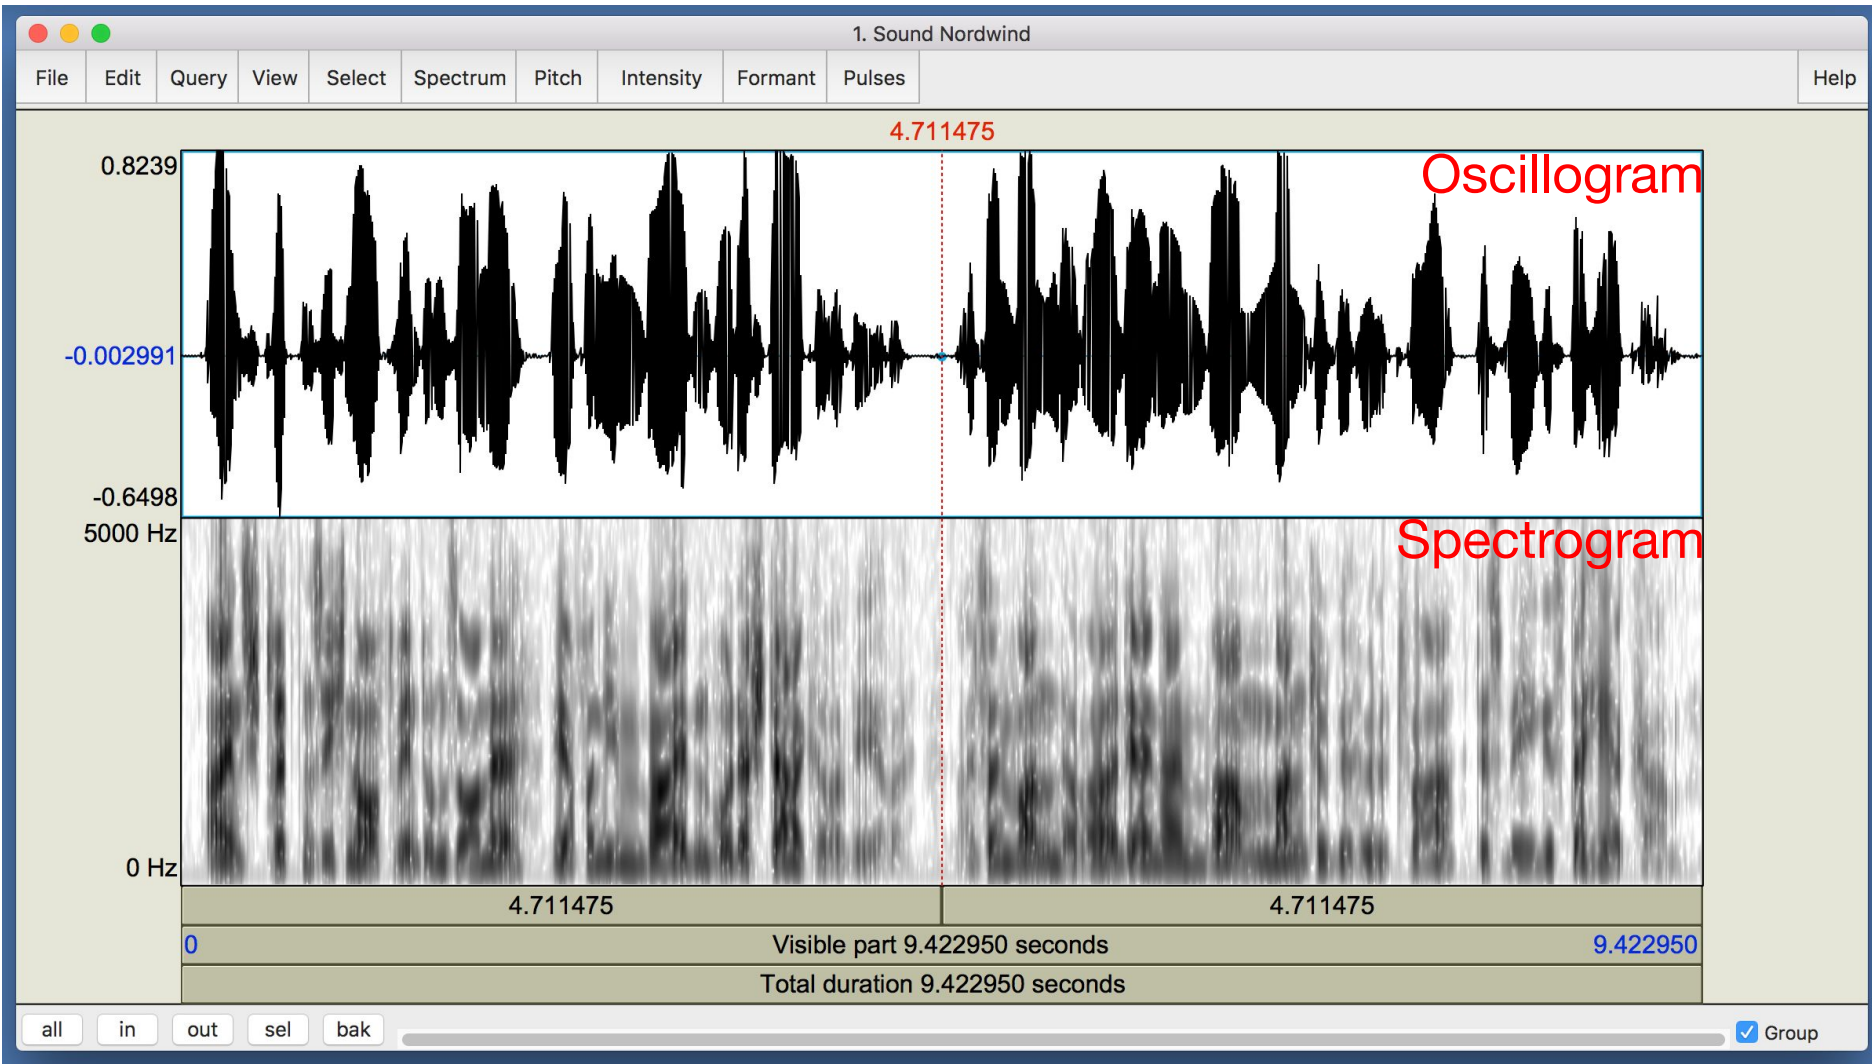 1. Sound Nordwind
File Edit Query View Select Spectrum Pitch Intensity Formant Pulses Help
4.711475
0.8239
Oscillogram
-0.002991
-0.6498
5000 Hz
Spectrogram
0 Hz
4.711475 4.711475
0 Visible part 9.422950 seconds 9.422950
Total duration 9.422950 seconds
all in out sel bak Group